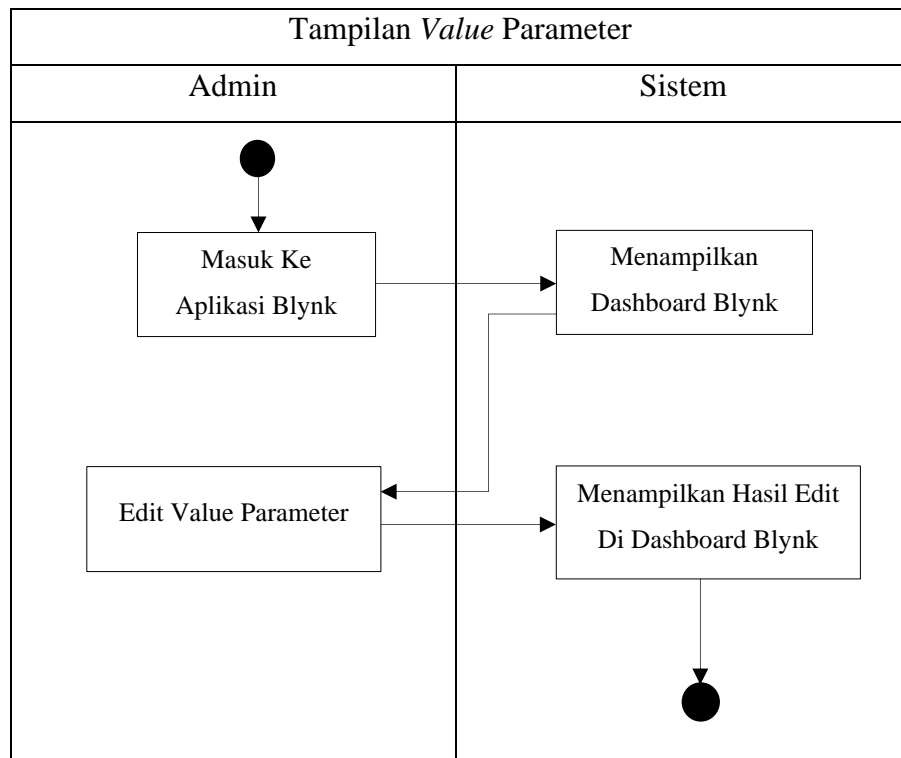 Tampilan Value Parameter
Admin
Sistem
Masuk Ke
Aplikasi Blynk
Menampilkan
Dashboard Blynk
Edit Value Parameter
Menampilkan Hasil Edit
Di Dashboard Blynk